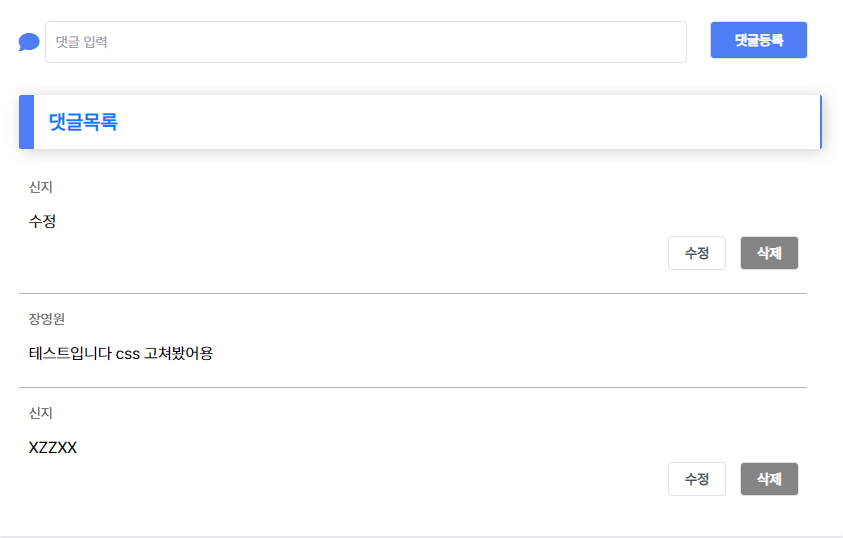 댓글 입력 댓글등록
댓글목록
신지
수정
수정 삭제
장영원
테스트입니다 css 고쳐봤어용
신지
XZZXX
수정 삭제